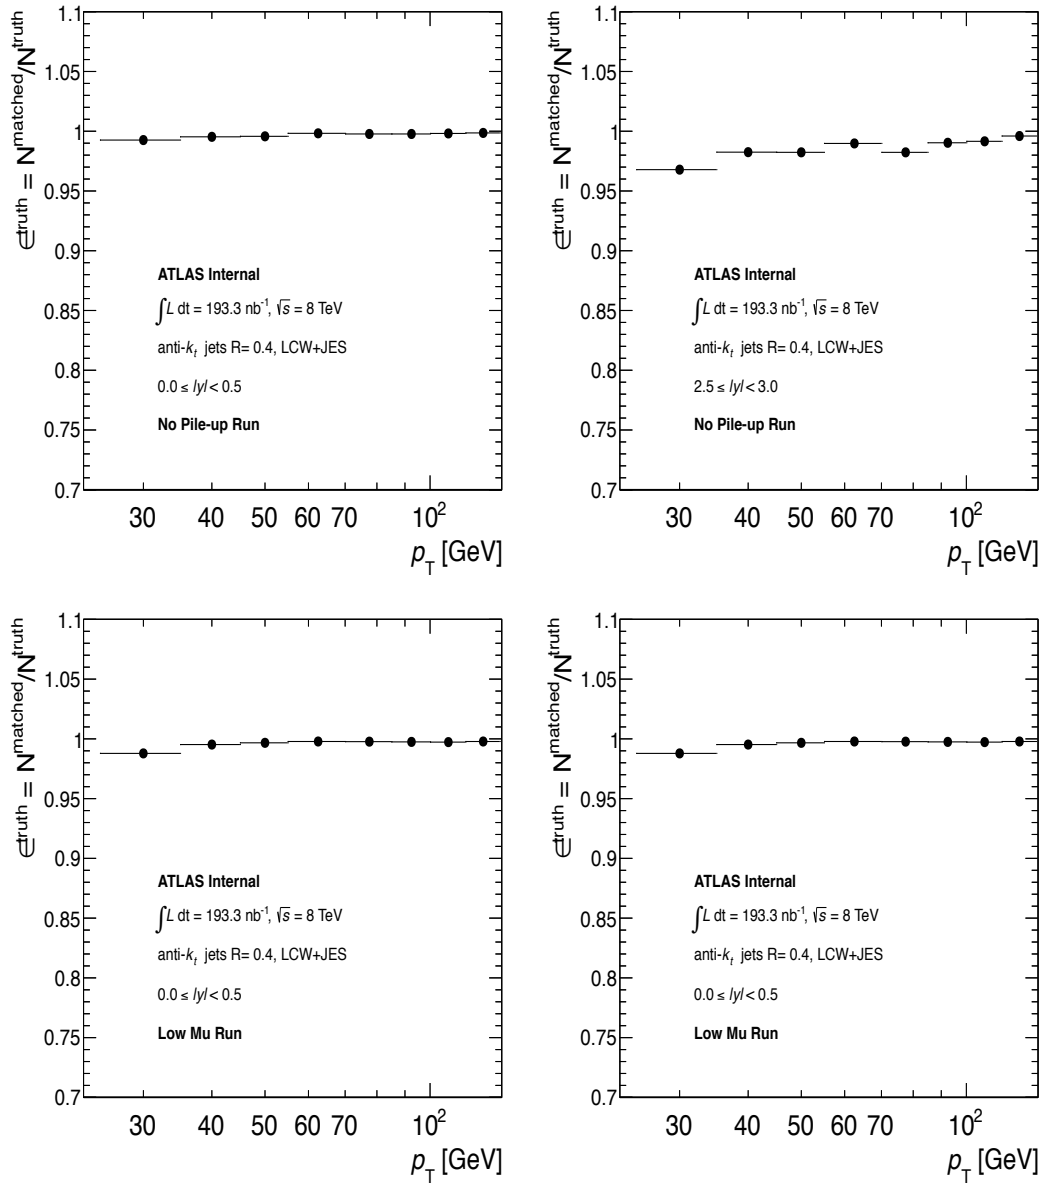 ∈truth = Nmatched/Ntruth
1.1
1.05
1
0.95
0.9
0.85
0.8
0.75
0.7
ATLAS Internal
∫L dt = 193.3 nb-1, √s = 8 TeV
anti-kt jets R= 0.4, LCW+JES
0.0 ≤ |y| < 0.5
No Pile-up Run
30 40 50 60 70 102
pT [GeV]
∈truth = Nmatched/Ntruth
1.1
1.05
1
0.95
0.9
0.85
0.8
0.75
0.7
ATLAS Internal
∫L dt = 193.3 nb-1, √s = 8 TeV
anti-kt jets R= 0.4, LCW+JES
2.5 ≤ |y| < 3.0
No Pile-up Run
30 40 50 60 70 102
pT [GeV]
∈truth = Nmatched/Ntruth
1.1
1.05
1
0.95
0.9
0.85
0.8
0.75
0.7
ATLAS Internal
∫L dt = 193.3 nb-1, √s = 8 TeV
anti-kt jets R= 0.4, LCW+JES
0.0 ≤ |y| < 0.5
Low Mu Run
30 40 50 60 70 102
pT [GeV]
∈truth = Nmatched/Ntruth
1.1
1.05
1
0.95
0.9
0.85
0.8
0.75
0.7
ATLAS Internal
∫L dt = 193.3 nb-1, √s = 8 TeV
anti-kt jets R= 0.4, LCW+JES
0.0 ≤ |y| < 0.5
Low Mu Run
30 40 50 60 70 102
pT [GeV]